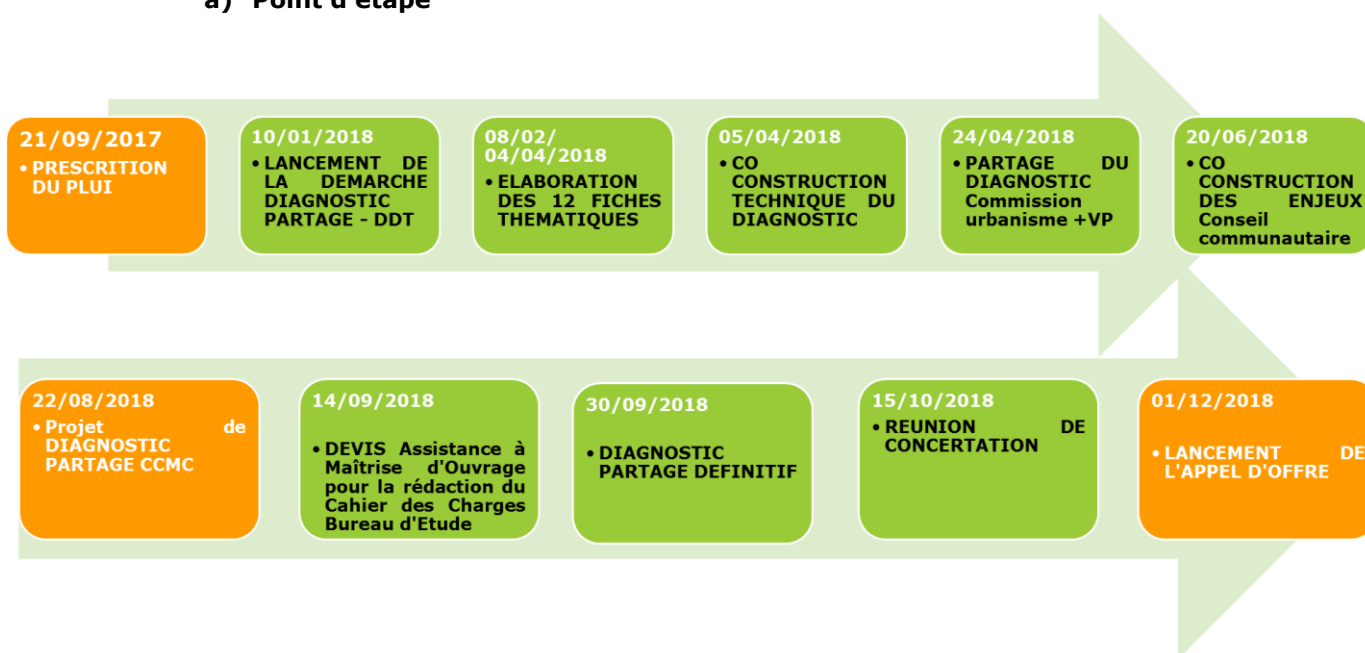 a) Point d'étape
21/09/2017
• PRESCRITION
DU PLUI
10/01/2018
• LANCEMENT DE
LA DEMARCHE
DIAGNOSTIC
PARTAGE - DDT
08/02/
04/04/2018
• ELABORATION
DES 12 FICHES
THEMATIQUES
05/04/2018
• CO
CONSTRUCTION
TECHNIQUE DU
DIAGNOSTIC
24/04/2018
• PARTAGE DU
DIAGNOSTIC
Commission
urbanisme +VP
20/06/2018
• CO
CONSTRUCTION
DES ENJEUX
Conseil
communautaire
22/08/2018
• Projet de
DIAGNOSTIC
PARTAGE CCMC
14/09/2018
• DEVIS Assistance à
Maîtrise d'Ouvrage
pour la rédaction du
Cahier des Charges
Bureau d'Etude
30/09/2018
• DIAGNOSTIC
PARTAGE DEFINITIF
15/10/2018
• REUNION DE
CONCERTATION
01/12/2018
• LANCEMENT DE
L'APPEL D'OFFRE